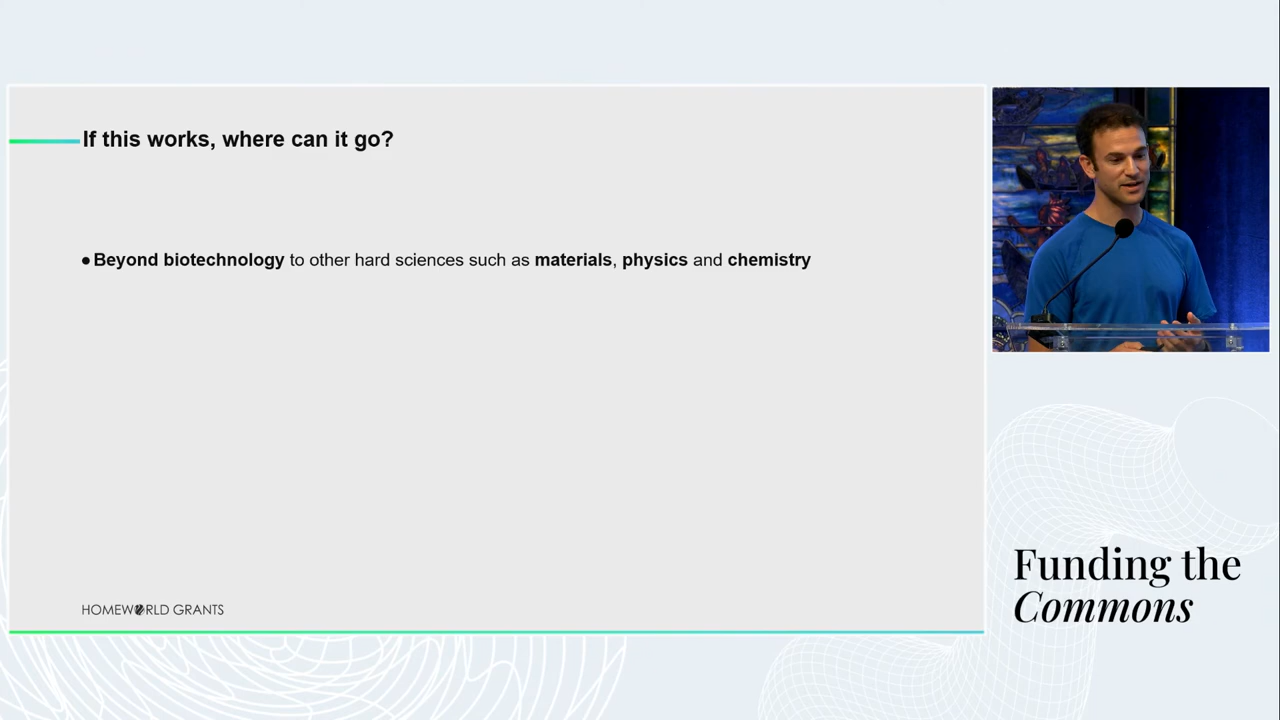 If this works, where can it go?
● Beyond biotechnology to other hard sciences such as materials, physics and chemistry
HOMEWORLD GRANTS
Funding the
Commons